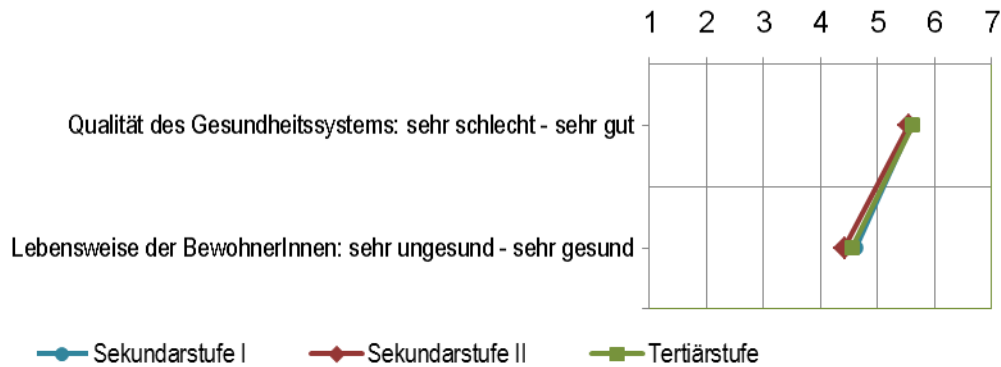 1 2 3 4 5 6 7
Qualität des Gesundheitssystems: sehr schlecht - sehr gut
Lebensweise der BewohnerInnen: sehr ungesund - sehr gesund
Sekundarstufe I Sekundarstufe II Tertiärstufe